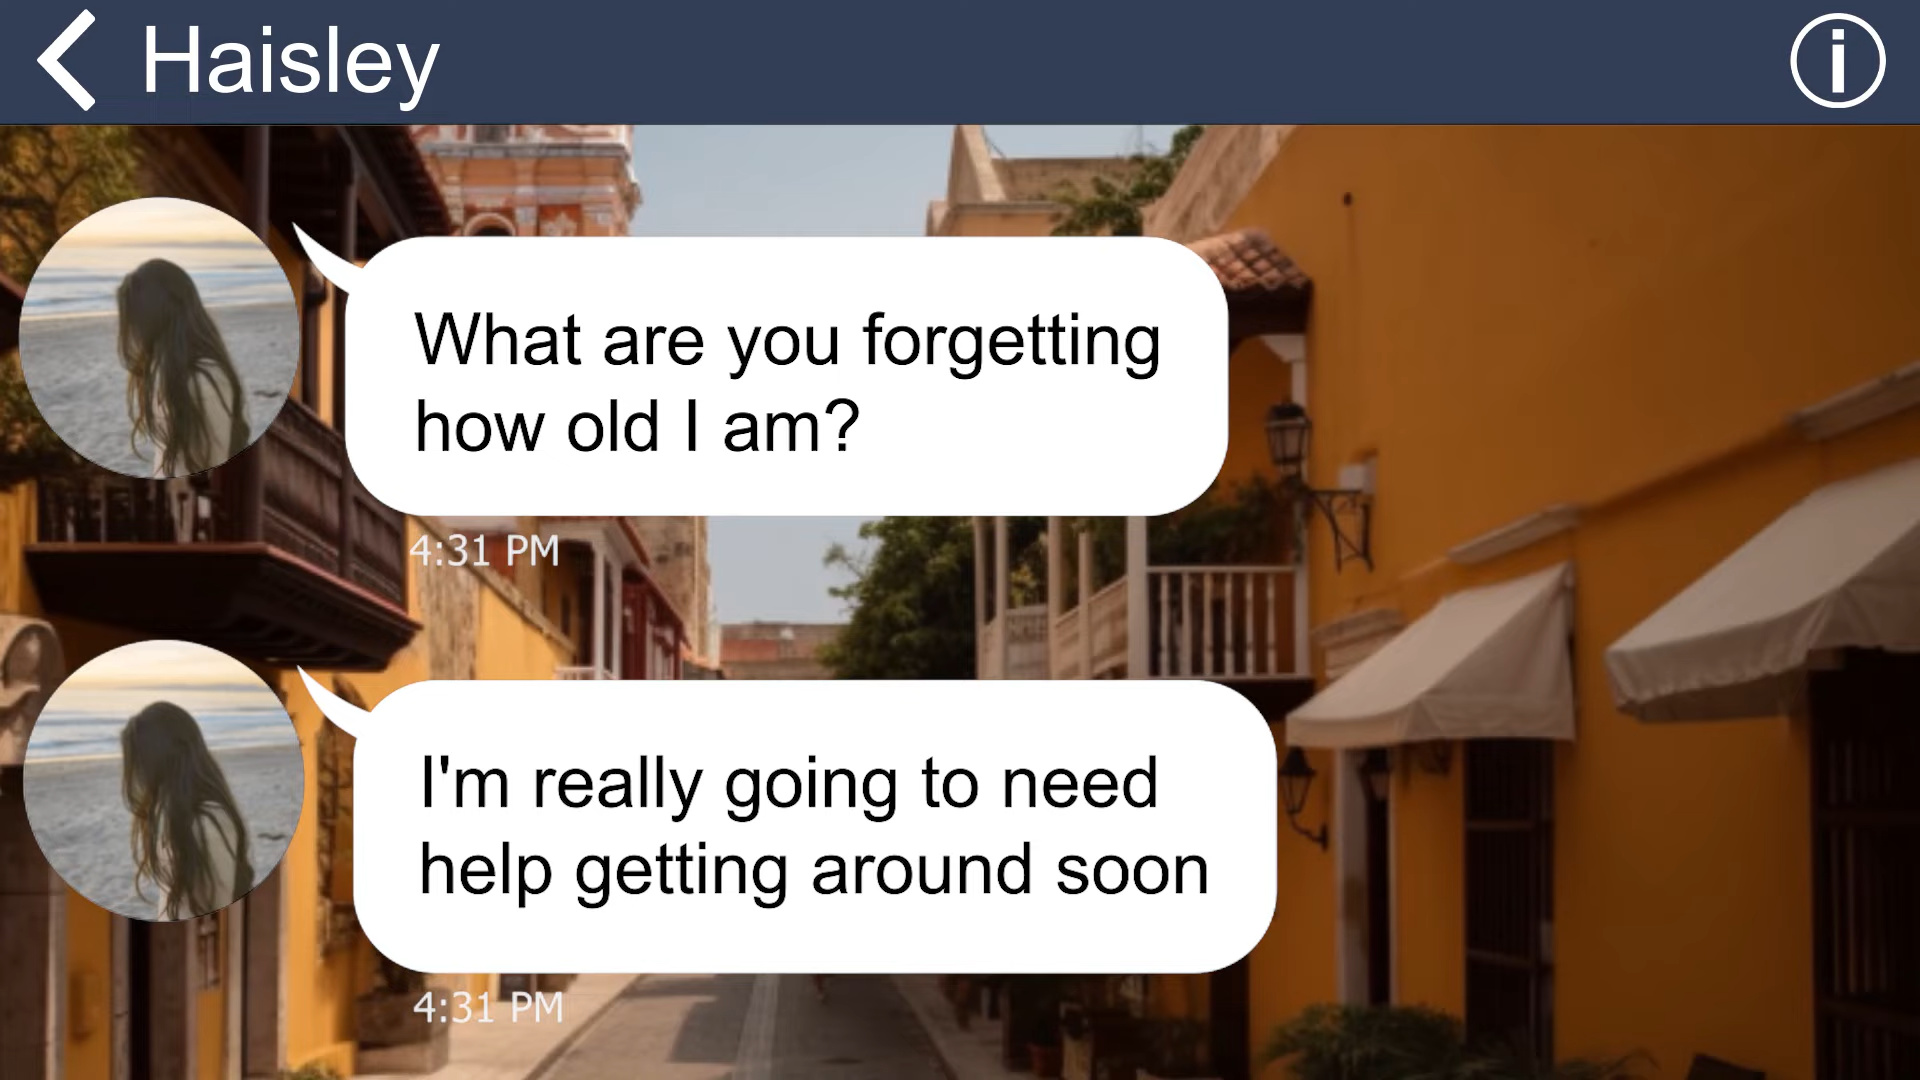 Haisley
What are you forgetting
how old I am?
4:31 PM
I'm really going to need
help getting around soon
4:31 PM